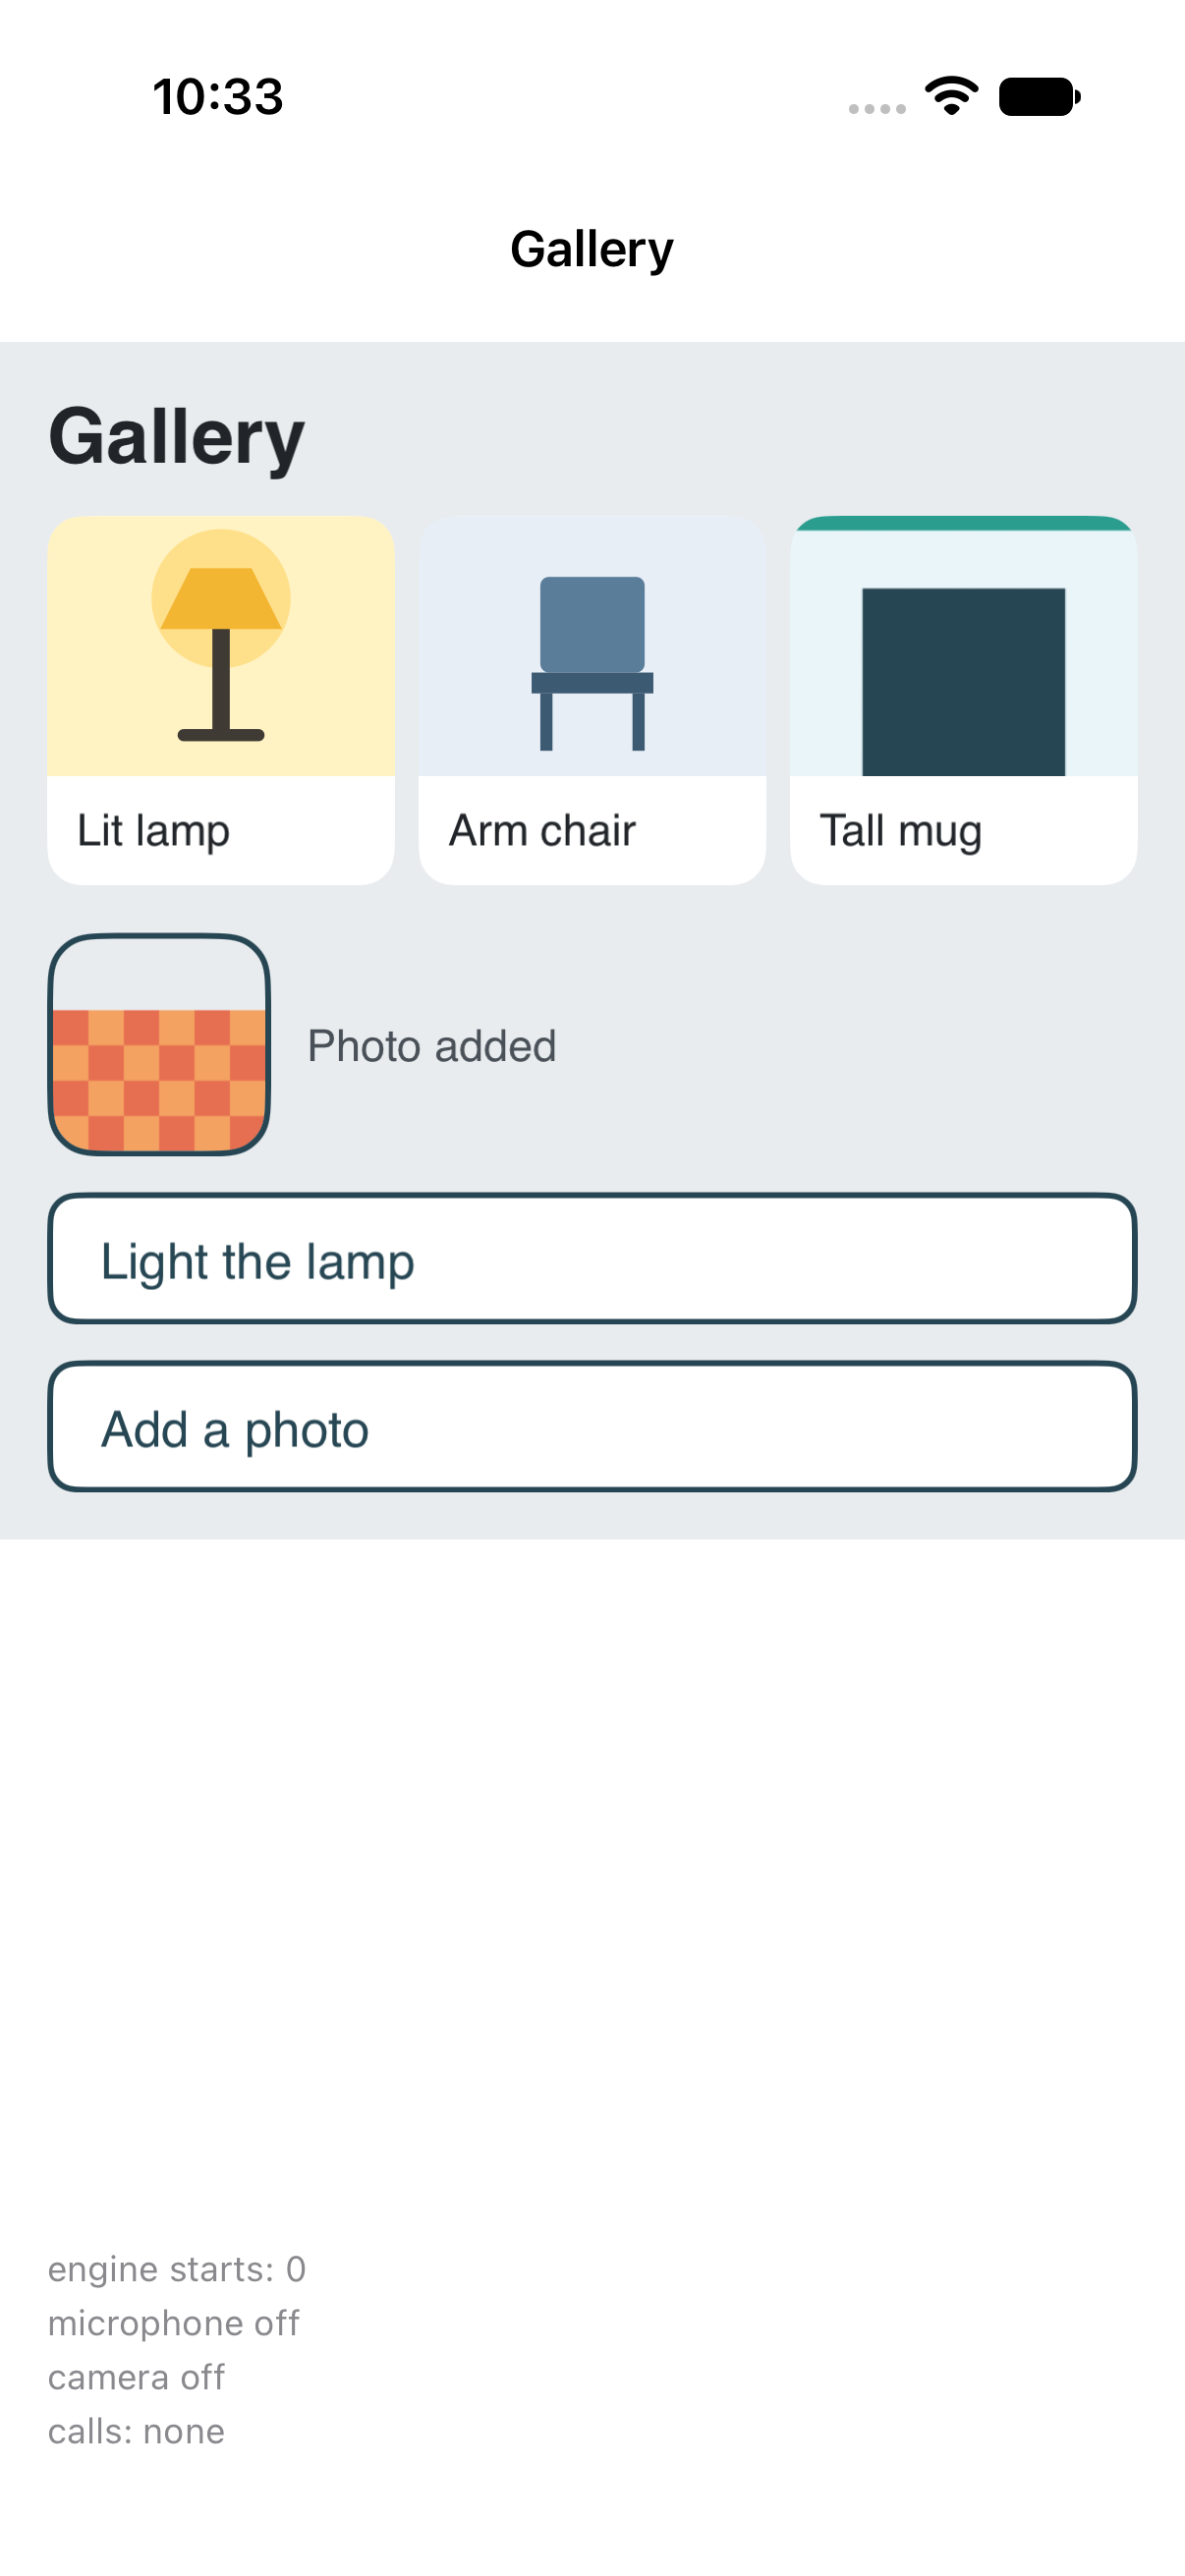 10:33
Gallery
Gallery
Lit lamp
Arm chair
Tall mug
Photo added
Light the lamp
Add a photo
engine starts: 0
microphone off
camera off
calls: none